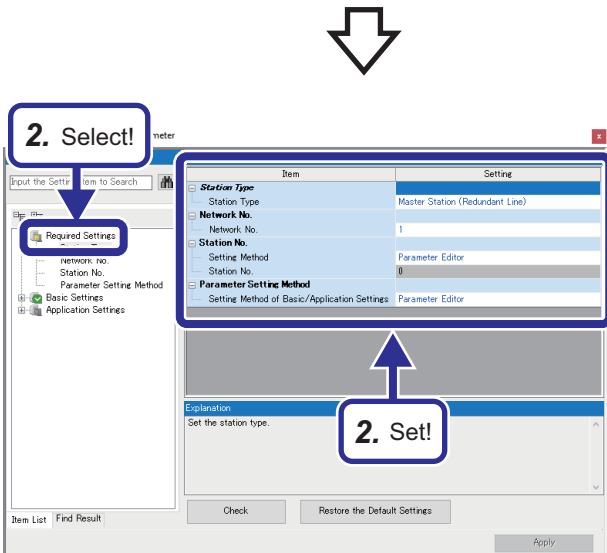 2. Select!
meter
x
Item Setting
Input the Setting Item to Search
Station Type
Station Type Master Station (Redundant Line)
Network No.
Network No. 1
Required Settings
Station No.
Network No.
Setting Method Parameter Editor
Station No.
Station No. 0
Parameter Setting Method
Parameter Setting Method
Basic Settings
Setting Method of Basic/Application Settings Parameter Editor
Application Settings
Explanation
Set the station type.
2. Set!
Check Restore the Default Settings
Item List Find Result
Apply